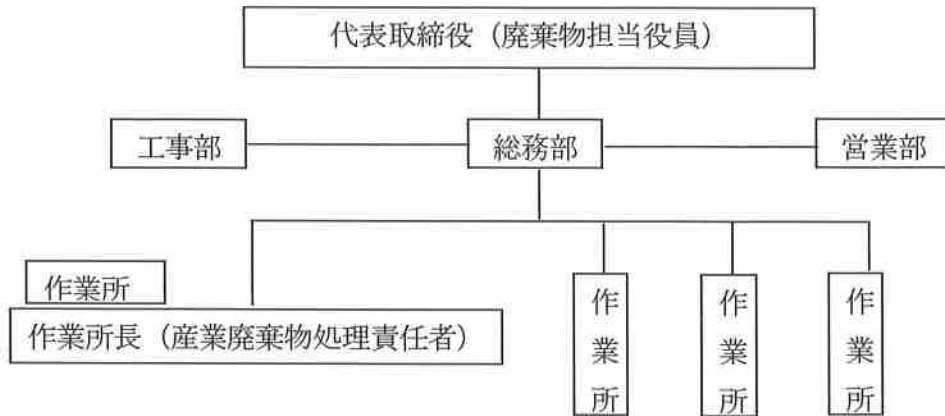 代表取締役（廃棄物担当役員）
工事部
総務部
営業部
作業所
作業所長（産業廃棄物処理責任者）
作業所
作業所
作業所